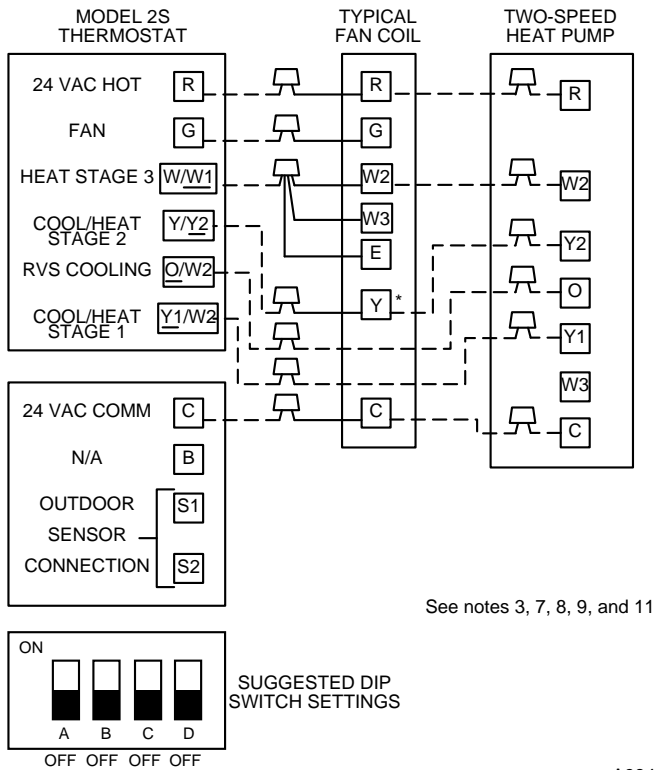 MODEL 2S
THERMOSTAT
TYPICAL
FAN COIL
TWO-SPEED
HEAT PUMP
24 VAC HOT R R R
FAN G G
HEAT STAGE 3 W/W1 W2 W2
W3
COOL/HEAT
STAGE 2 Y/Y2 E Y2
RVS COOLING O/W2 O
Y *
COOL/HEAT
STAGE 1 Y1/W2 Y1
W3
24 VAC COMM C C C
N/A B
OUTDOOR S1
SENSOR
CONNECTION S2
See notes 3, 7, 8, 9, and 11
ON
A B C D
OFF OFF OFF OFF
SUGGESTED DIP
SWITCH SETTINGS